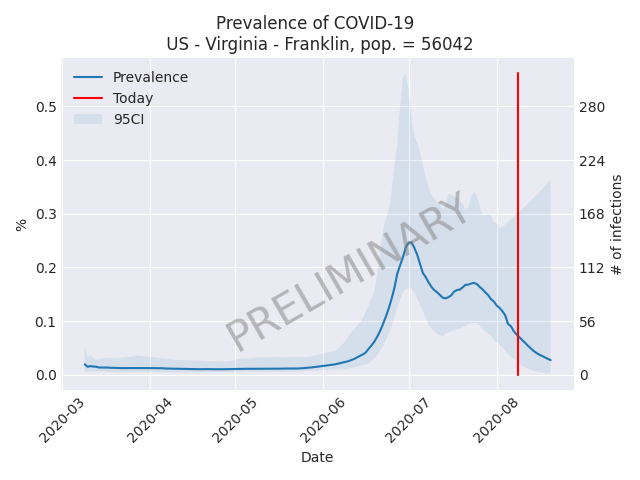 Prevalence of COVID-19
US - Virginia - Franklin, pop. = 56042
Prevalence
Today
95CI
PRELIMINARY
0.5
0.4
0.3
0.2
0.1
0.0
%
280
224
168
112
56
0
# of infections
2020-03
2020-04
2020-05
2020-06
2020-07
2020-08
Date